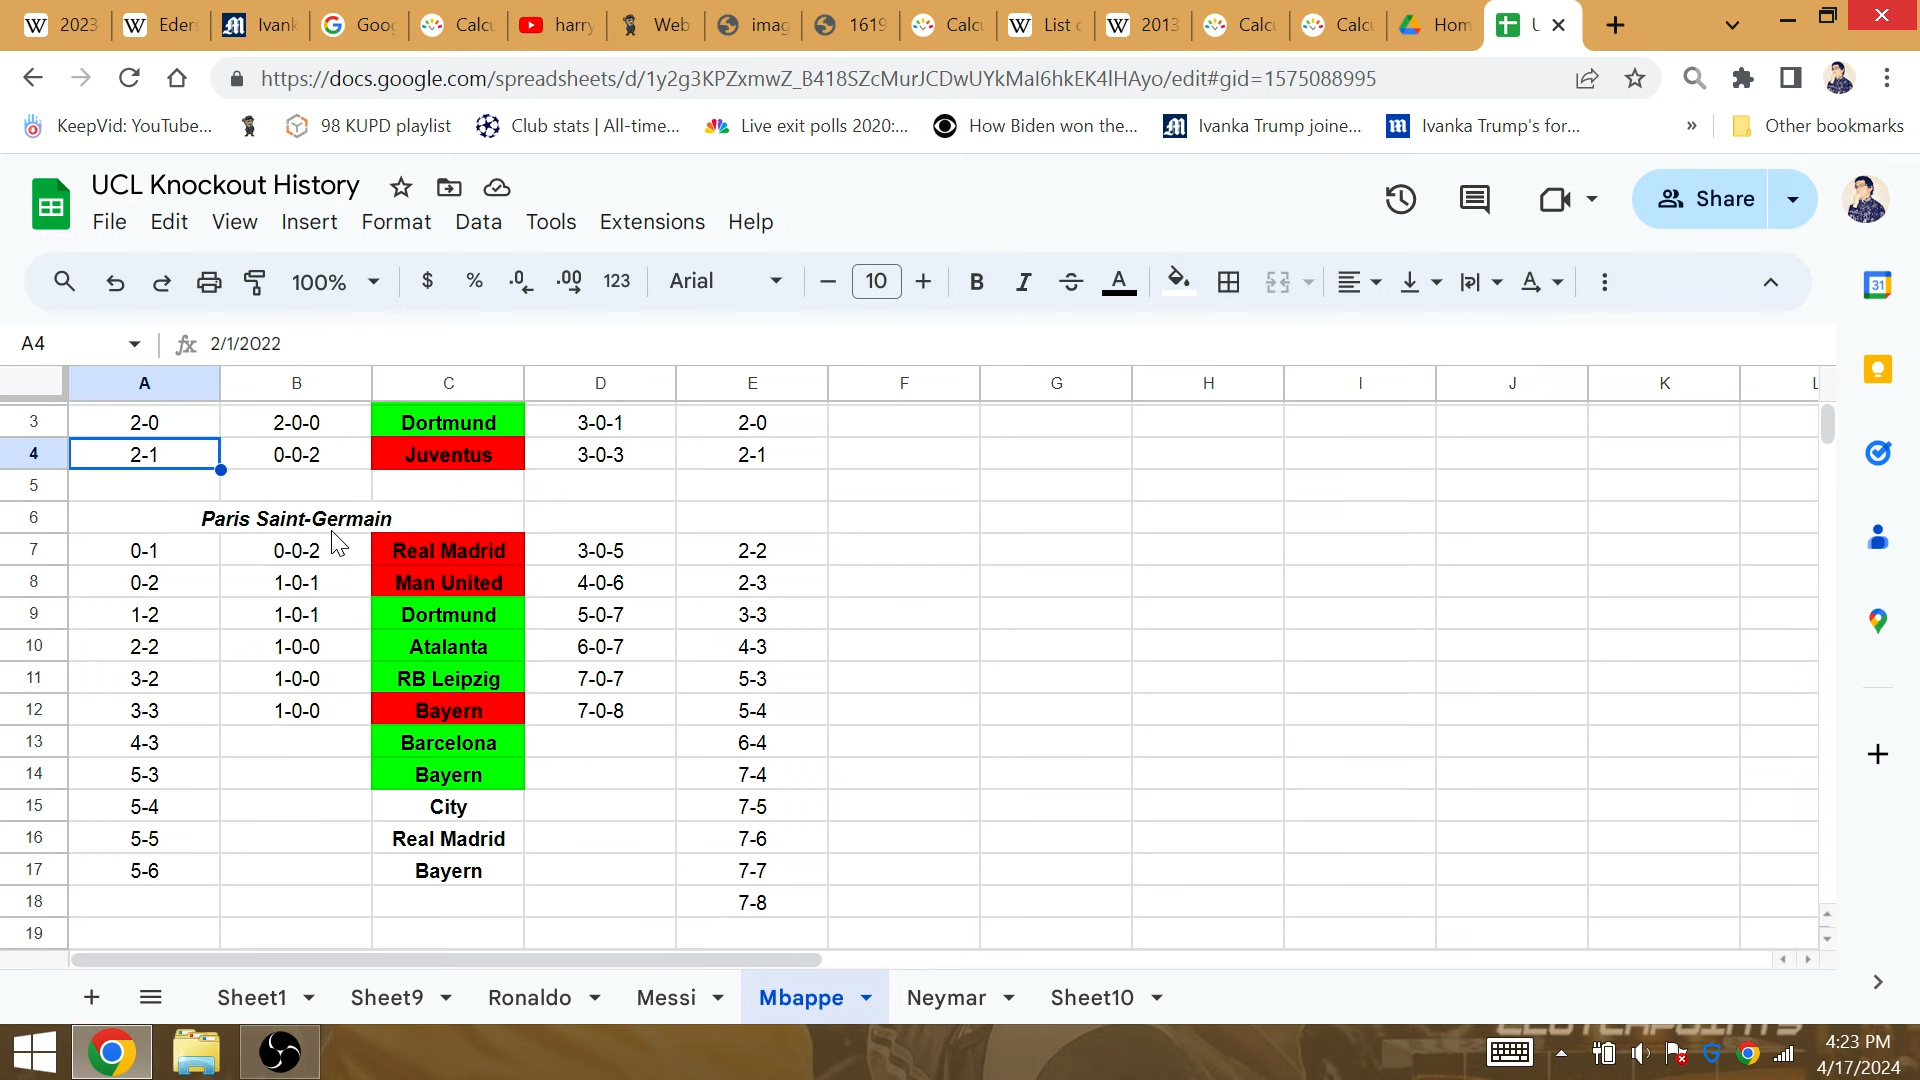 2023 Eders Ivank Goog Calcu harry Web imag 1619 Calcu List o 2013 Calcu Calcu Hom
https://docs.google.com/spreadsheets/d/1y2g3KPZxmwZ_B418SZcMurJCDwUYkMaI6hkEK4lHAyo/edit#gid=1575088995
KeepVid: YouTube... 98 KUPD playlist Club stats | All-time... Live exit polls 2020:... How Biden won the... Ivanka Trump joine... Ivanka Trump's for... » Other bookmarks
UCL Knockout History
File Edit View Insert Format Data Tools Extensions Help
Share
100% $ % .0 .00 123 Arial 10 B I S A
A4 fx 2/1/2022
A B C D E F G H I J K L
3 2-0 2-0-0 Dortmund 3-0-1 2-0
4 2-1 0-0-2 Juventus 3-0-3 2-1
5
6 Paris Saint-Germain
7 0-1 0-0-2 Real Madrid 3-0-5 2-2
8 0-2 1-0-1 Man United 4-0-6 2-3
9 1-2 1-0-1 Dortmund 5-0-7 3-3
10 2-2 1-0-0 Atalanta 6-0-7 4-3
11 3-2 1-0-0 RB Leipzig 7-0-7 5-3
12 3-3 1-0-0 Bayern 7-0-8 5-4
13 4-3 Barcelona 6-4
14 5-3 Bayern 7-4
15 5-4 City 7-5
16 5-5 Real Madrid 7-6
17 5-6 Bayern 7-7
18 7-8
19
Sheet1 Sheet9 Ronaldo Messi Mbappe Neymar Sheet10
4:23 PM
4/17/2024